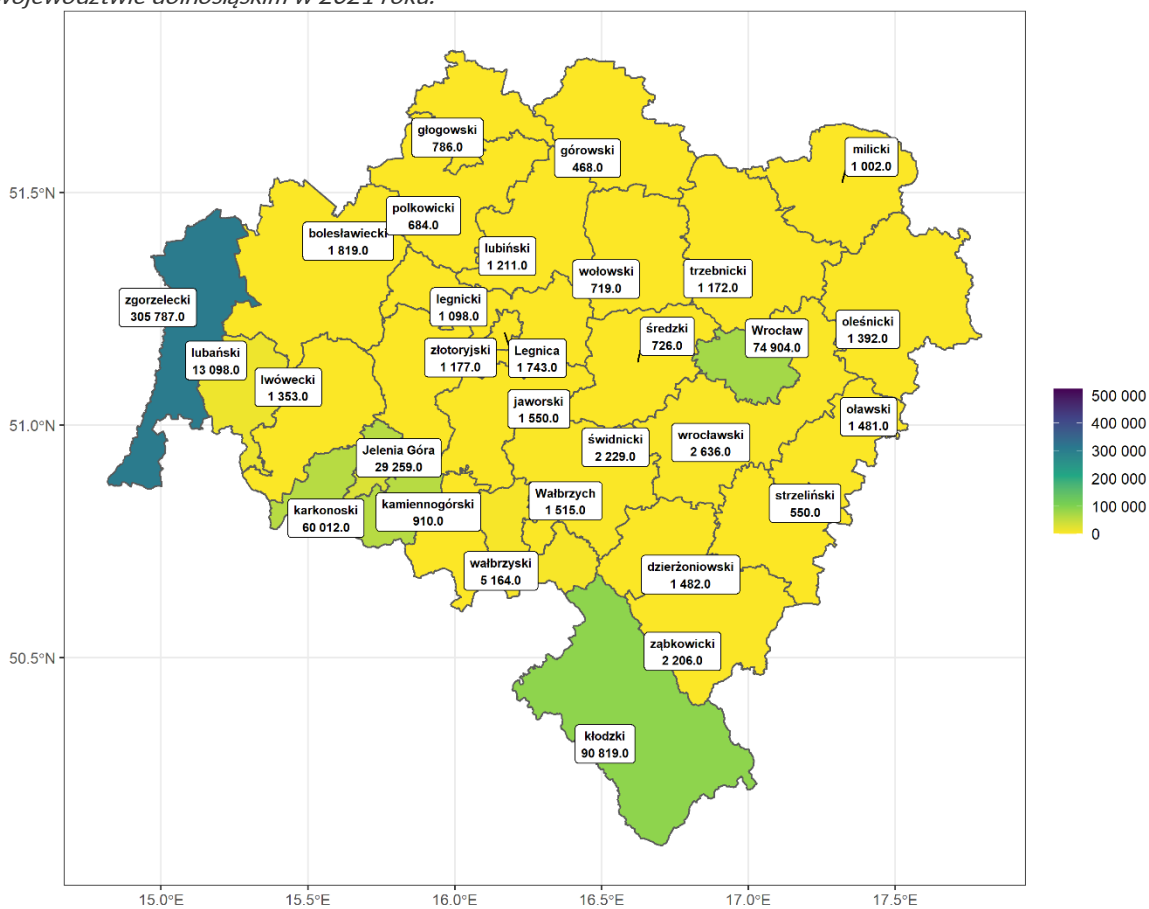 województwie dolnośląskim w 2021 roku.
głogowski
786.0
górowski
468.0
milicki
1 002.0
51.5°N
polkowicki
684.0
bolesławiecki
1 819.0
lubiński
1 211.0
wołowski
719.0
trzebnicki
1 172.0
zgorzelecki
305 787.0
legnicki
1 098.0
średzki
726.0
Wrocław
74 904.0
oleśnicki
1 392.0
lubański
13 098.0
złotoryjski
1 177.0
Legnica
1 743.0
lwówecki
1 353.0
jaworski
1 550.0
oławski
1 481.0
51.0°N
świdnicki
2 229.0
wrocławski
2 636.0
Jelenia Góra
29 259.0
karkonoski
60 012.0
kamiennogórski
910.0
Wałbrzych
1 515.0
strzeliński
550.0
wałbrzyski
5 164.0
dzierżoniowski
1 482.0
50.5°N
ząbkowicki
2 206.0
kłodzki
90 819.0
15.0°E
15.5°E
16.0°E
16.5°E
17.0°E
17.5°E
500 000
400 000
300 000
200 000
100 000
0